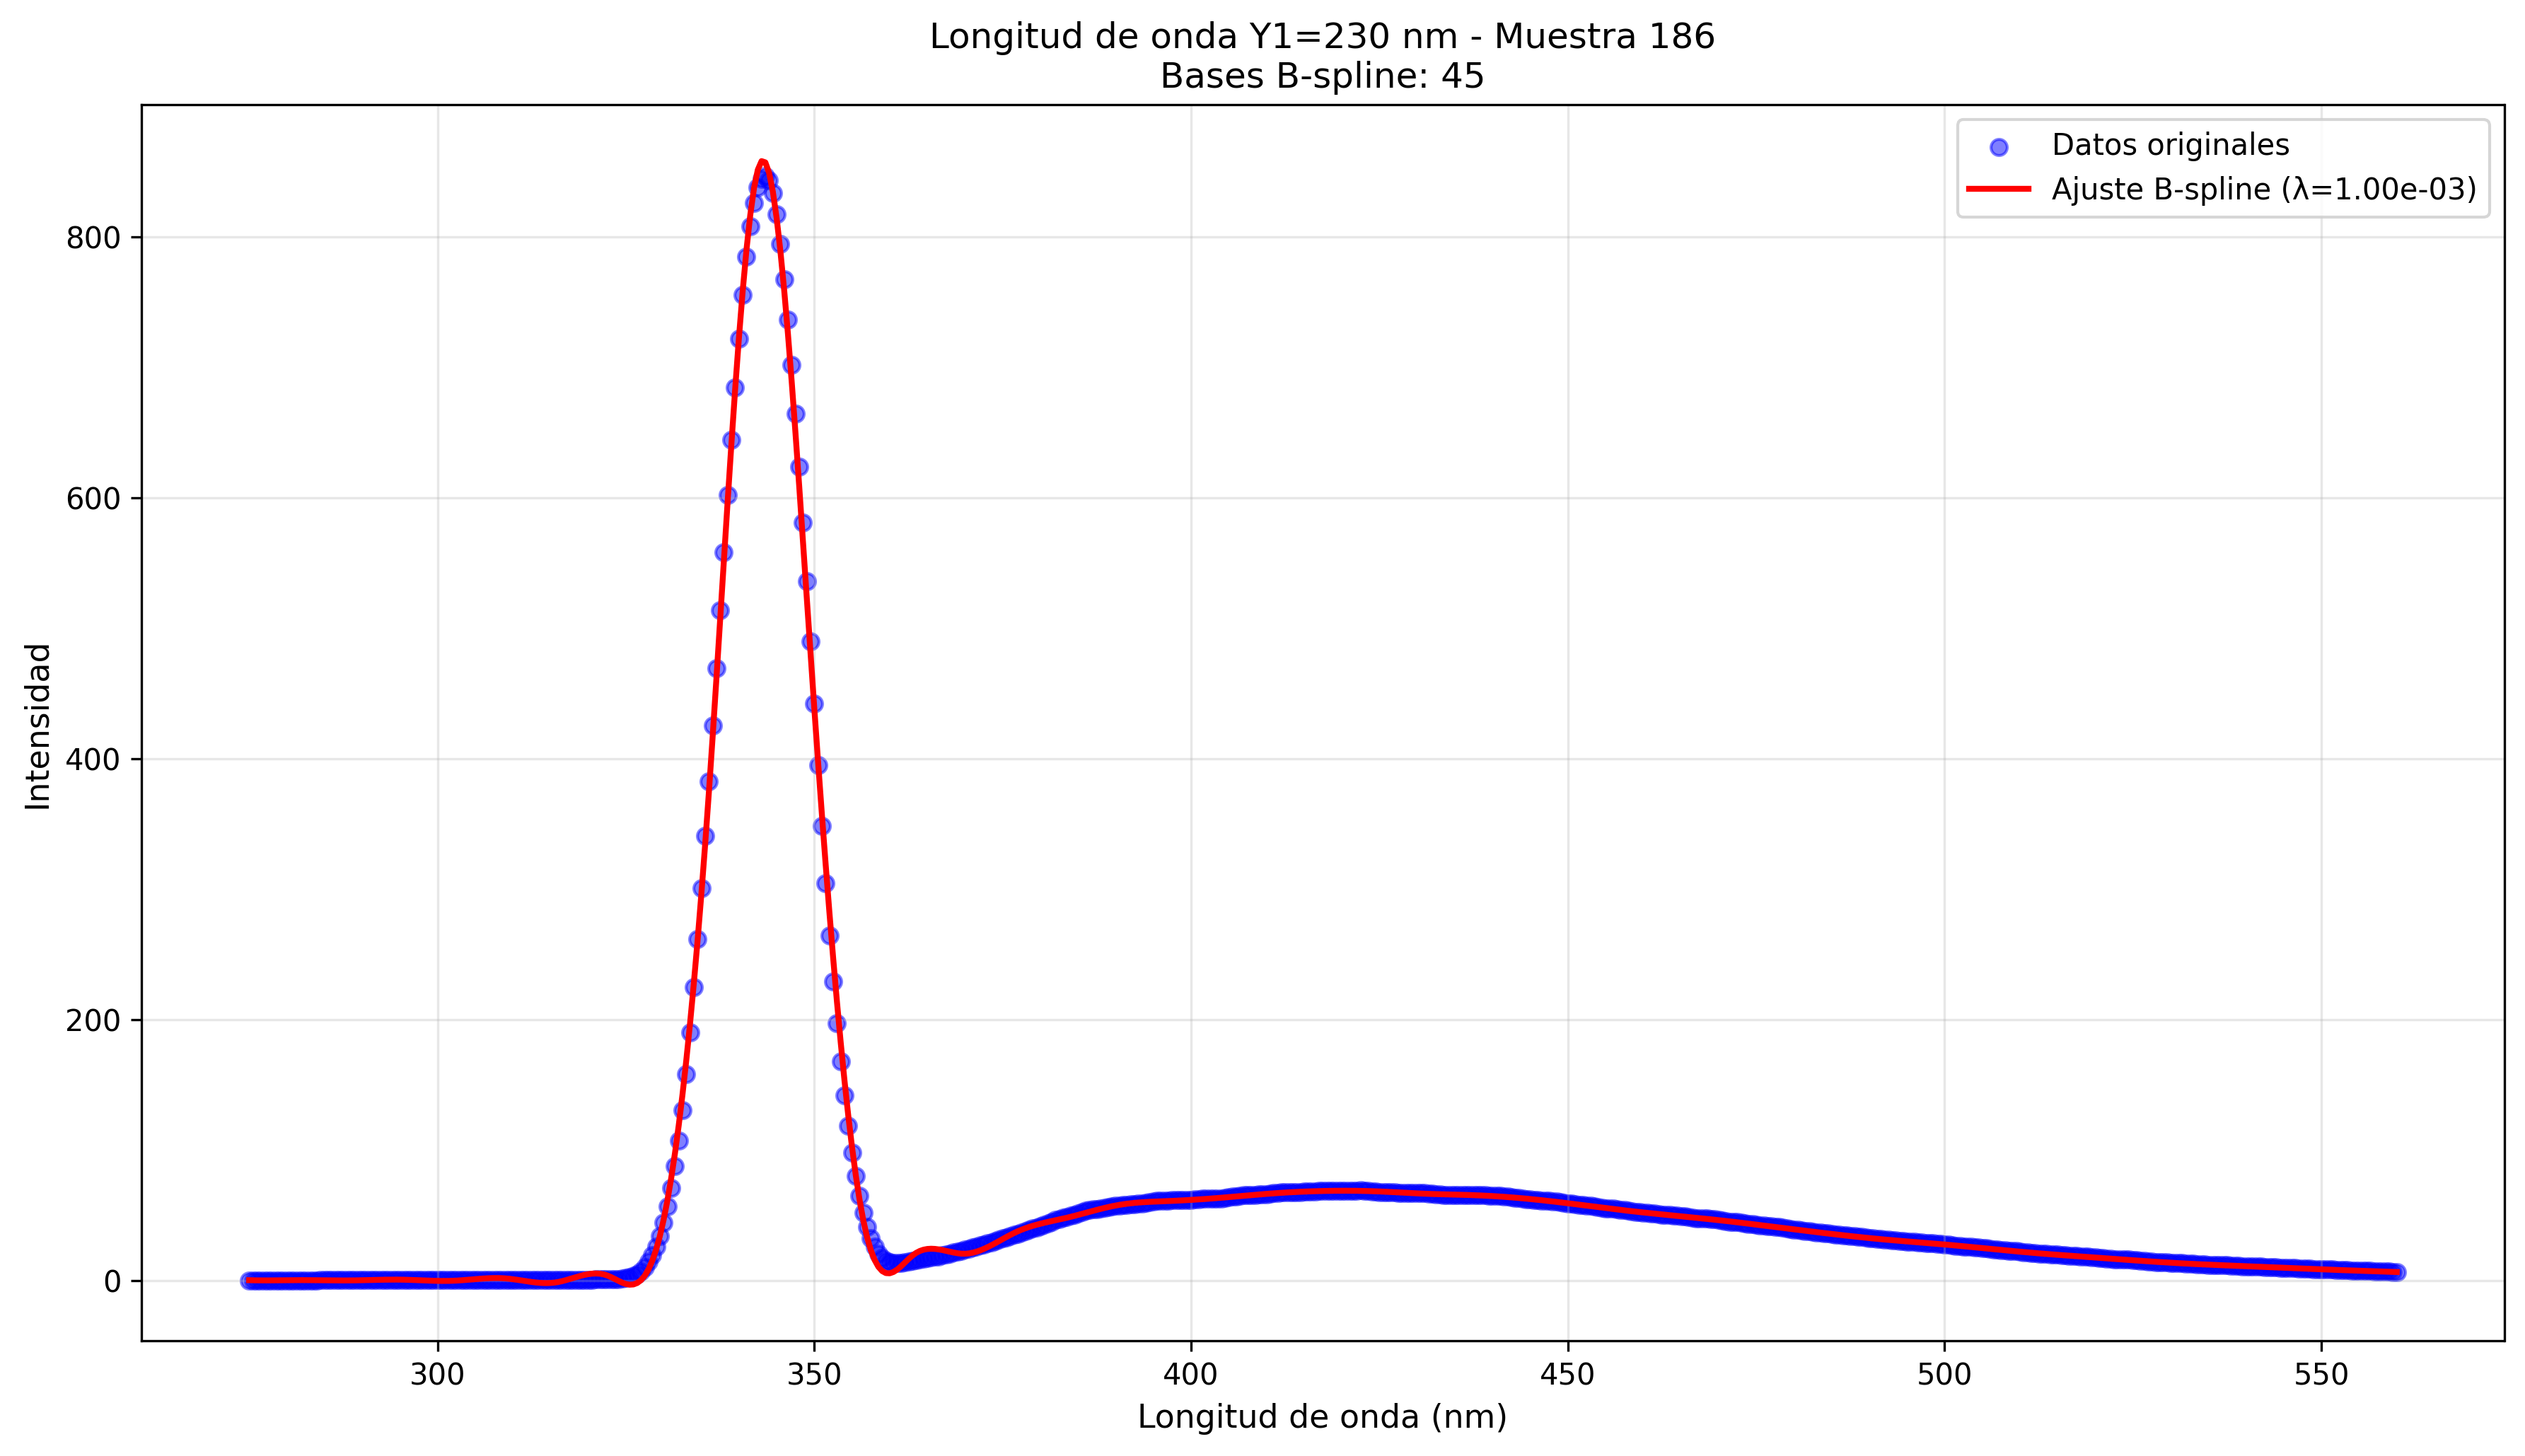 Longitud de onda Y1=230 nm - Muestra 186
Bases B-spline: 45
Datos originales
Ajuste B-spline (λ=1.00e-03)
800
600
400
200
0
Intensidad
300 350 400 450 500 550
Longitud de onda (nm)